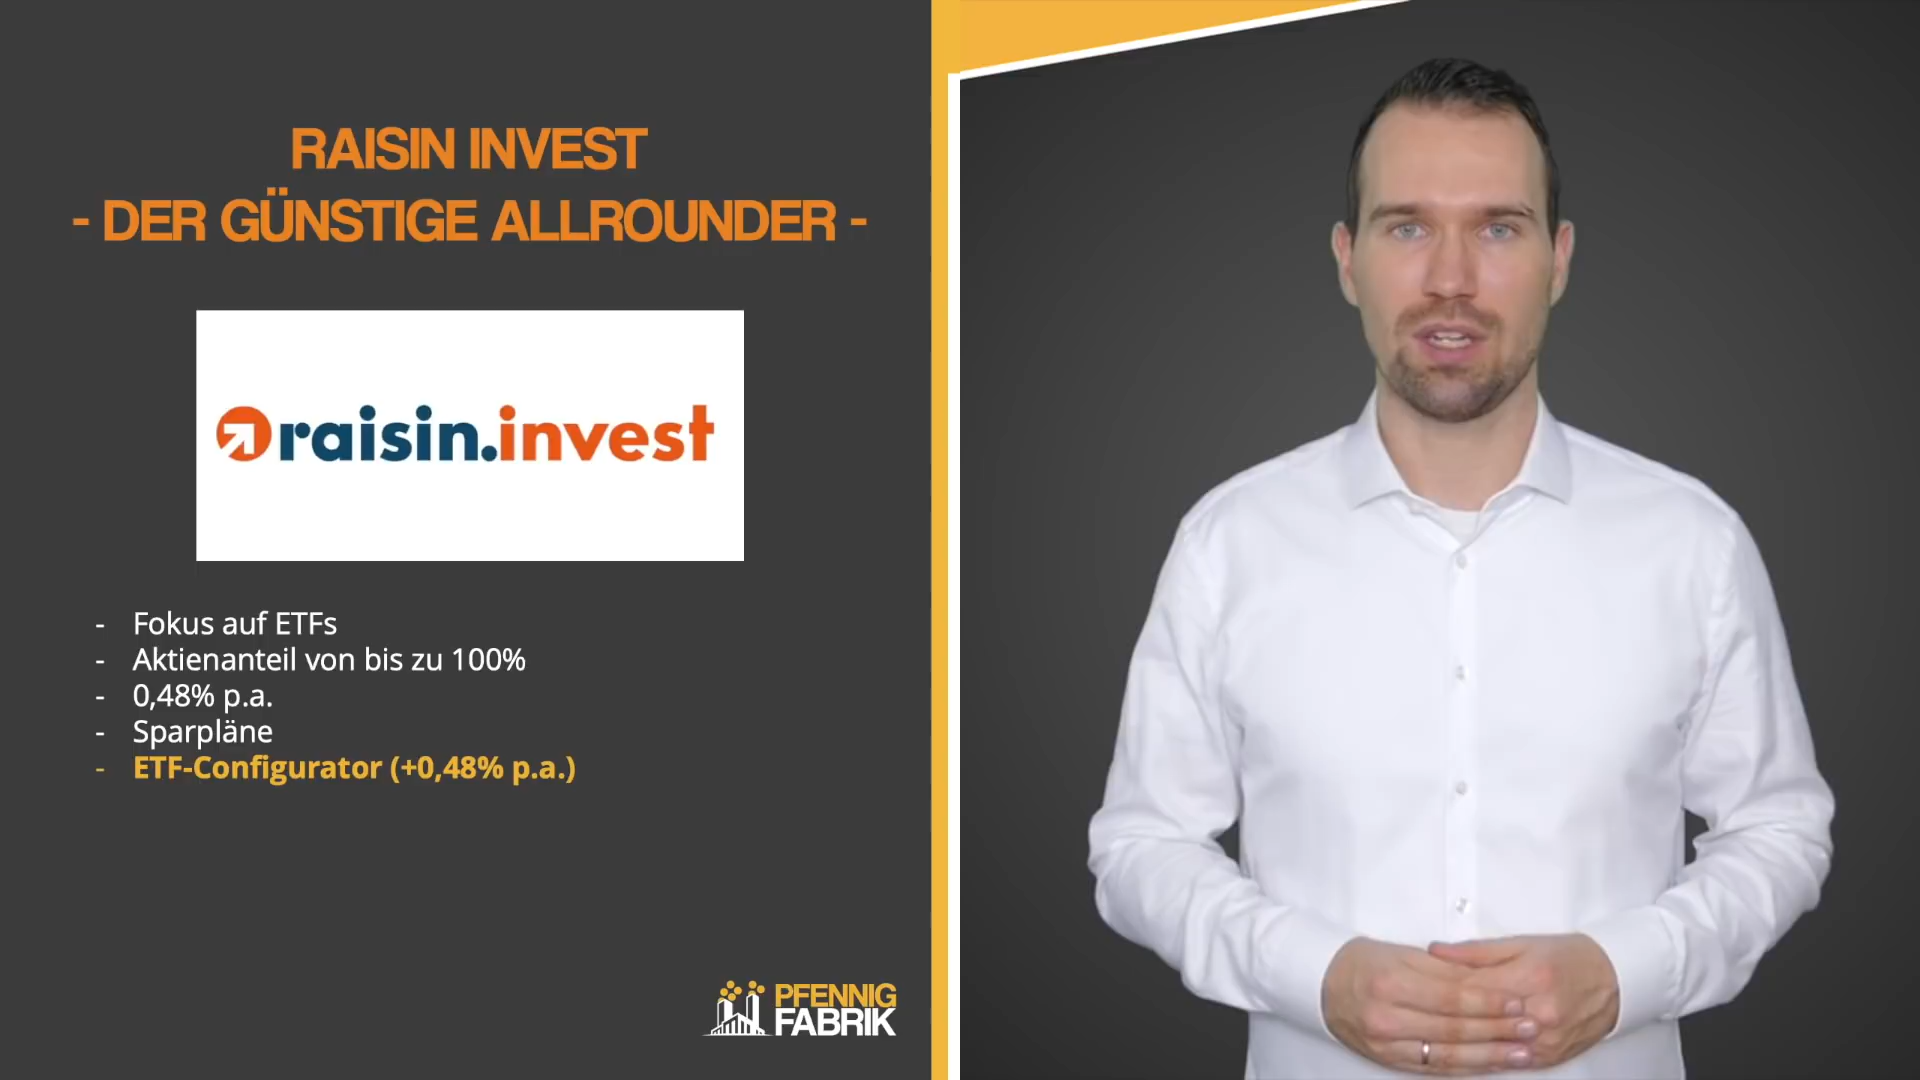 RAISIN INVEST
- DER GÜNSTIGE ALLROUNDER -
raisin.invest
- Fokus auf ETFs
- Aktienanteil von bis zu 100%
- 0,48% p.a.
- Sparpläne
- ETF-Configurator (+0,48% p.a.)
PFENNIG
FABRIK